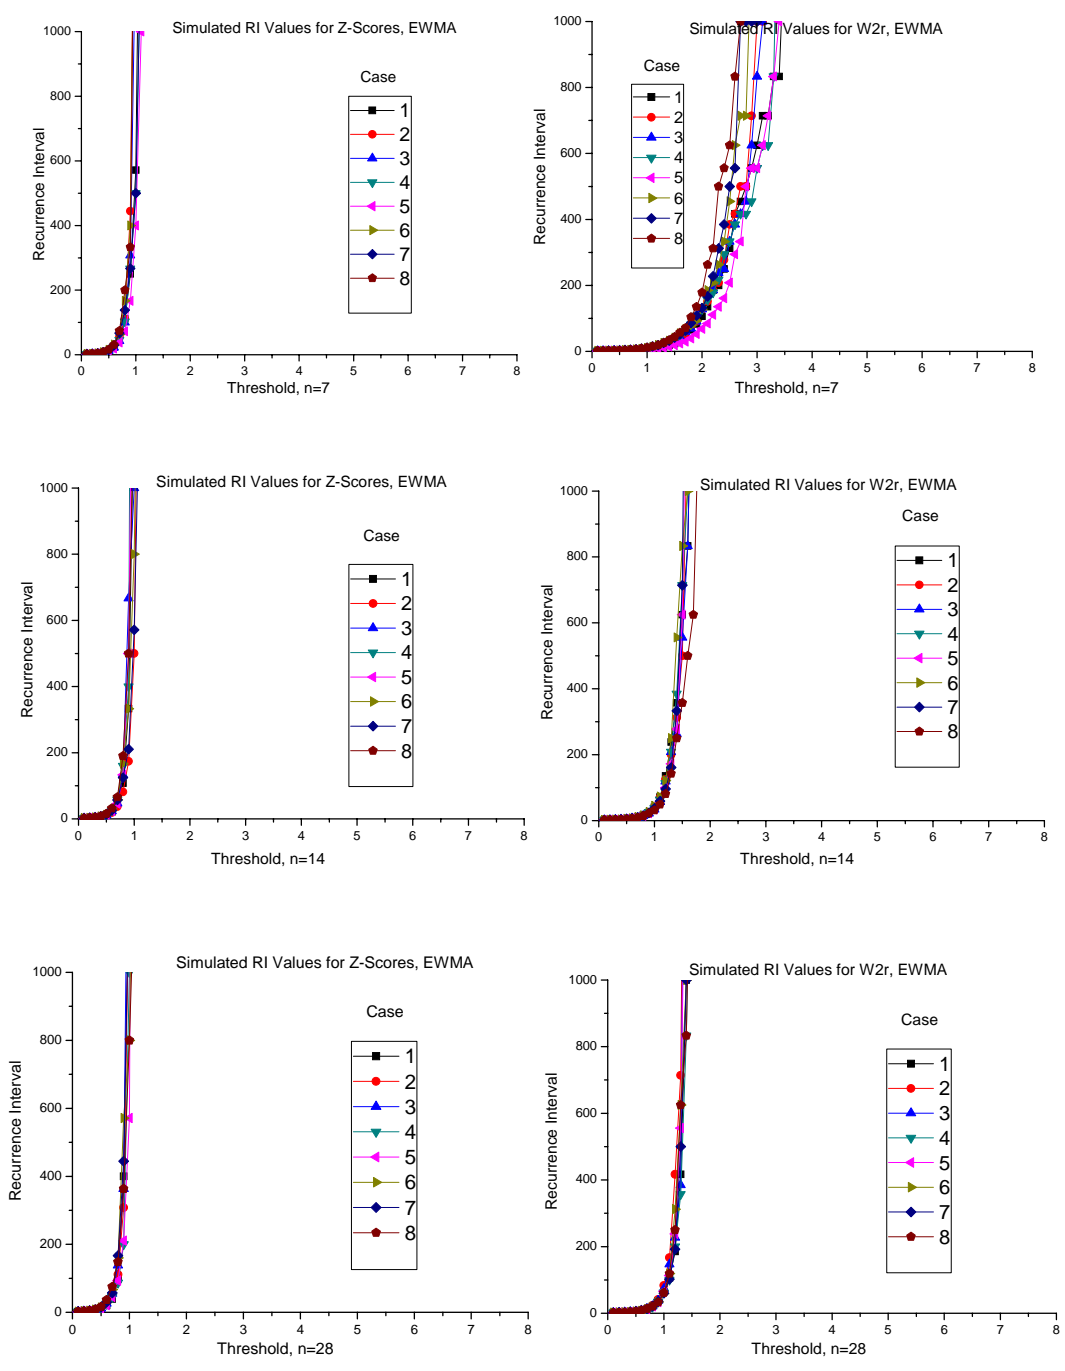 Simulated RI Values for Z-Scores, EWMA
1000
800
600
400
200
0
Recurrence Interval
Case
1
2
3
4
5
6
7
8
0 1 2 3 4 5 6 7 8
Threshold, n=7
Simulated RI Values for W2r, EWMA
1000
800
600
400
200
0
Recurrence Interval
Case
1
2
3
4
5
6
7
8
0 1 2 3 4 5 6 7 8
Threshold, n=7
Simulated RI Values for Z-Scores, EWMA
1000
800
600
400
200
0
Recurrence Interval
Case
1
2
3
4
5
6
7
8
0 1 2 3 4 5 6 7 8
Threshold, n=14
Simulated RI Values for W2r, EWMA
1000
800
600
400
200
0
Recurrence Interval
Case
1
2
3
4
5
6
7
8
0 1 2 3 4 5 6 7 8
Threshold, n=14
Simulated RI Values for Z-Scores, EWMA
1000
800
600
400
200
0
Recurrence Interval
Case
1
2
3
4
5
6
7
8
0 1 2 3 4 5 6 7 8
Threshold, n=28
Simulated RI Values for W2r, EWMA
1000
800
600
400
200
0
Recurrence Interval
Case
1
2
3
4
5
6
7
8
0 1 2 3 4 5 6 7 8
Threshold, n=28